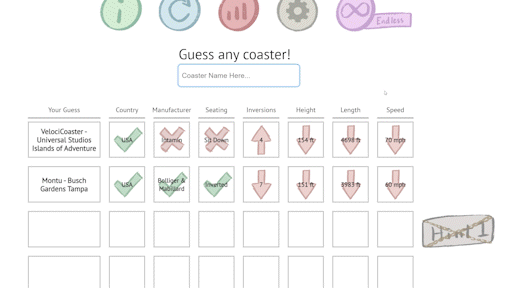 Endless
Guess any coaster!
Coaster Name Here...
Your Guess Country Manufacturer Seating Inversions Height Length Speed
VelociCoaster -
Universal Studios
Islands of Adventure
USA Intamin Sit Down 4 154 ft 4698 ft 70 mph
Montu - Busch
Gardens Tampa
USA Bolliger &
Mabillard
Inverted 7 151 ft 3983 ft 60 mph
Hint 1